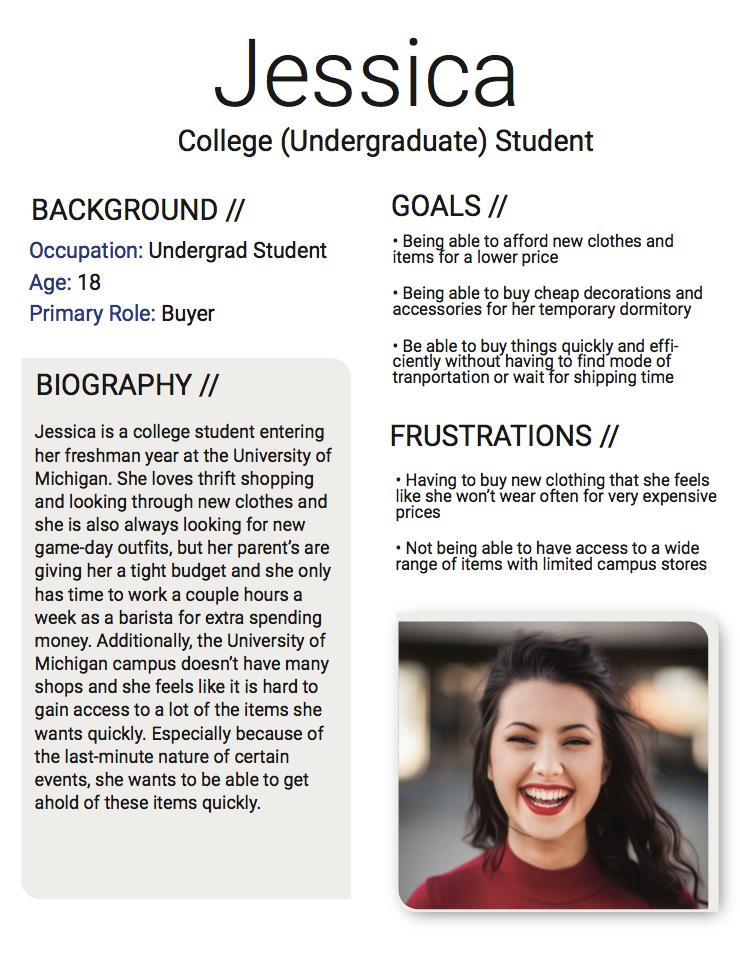 Jessica
College (Undergraduate) Student
BACKGROUND //
Occupation: Undergrad Student
Age: 18
Primary Role: Buyer
BIOGRAPHY //
Jessica is a college student entering
her freshman year at the University of
Michigan. She loves thrift shopping
and looking through new clothes and
she is also always looking for new
game-day outfits, but her parent's are
giving her a tight budget and she only
has time to work a couple hours a
week as a barista for extra spending
money. Additionally, the University of
Michigan campus doesn't have many
shops and she feels like it is hard to
gain access to a lot of the items she
wants quickly. Especially because of
the last-minute nature of certain
events, she wants to be able to get
ahold of these items quickly.
GOALS //
• Being able to afford new clothes and
items for a lower price
• Being able to buy cheap decorations and
accessories for her temporary dormitory
• Be able to buy things quickly and effi-
ciently without having to find mode of
tranportation or wait for shipping time
FRUSTRATIONS //
• Having to buy new clothing that she feels
like she won't wear often for very expensive
prices
• Not being able to have access to a wide
range of items with limited campus stores